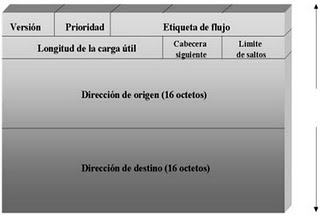 Versión Prioridad Etiqueta de flujo
Longitud de la carga útil Cabecera siguiente Límite de saltos
Dirección de origen (16 octetos)
Dirección de destino (16 octetos)